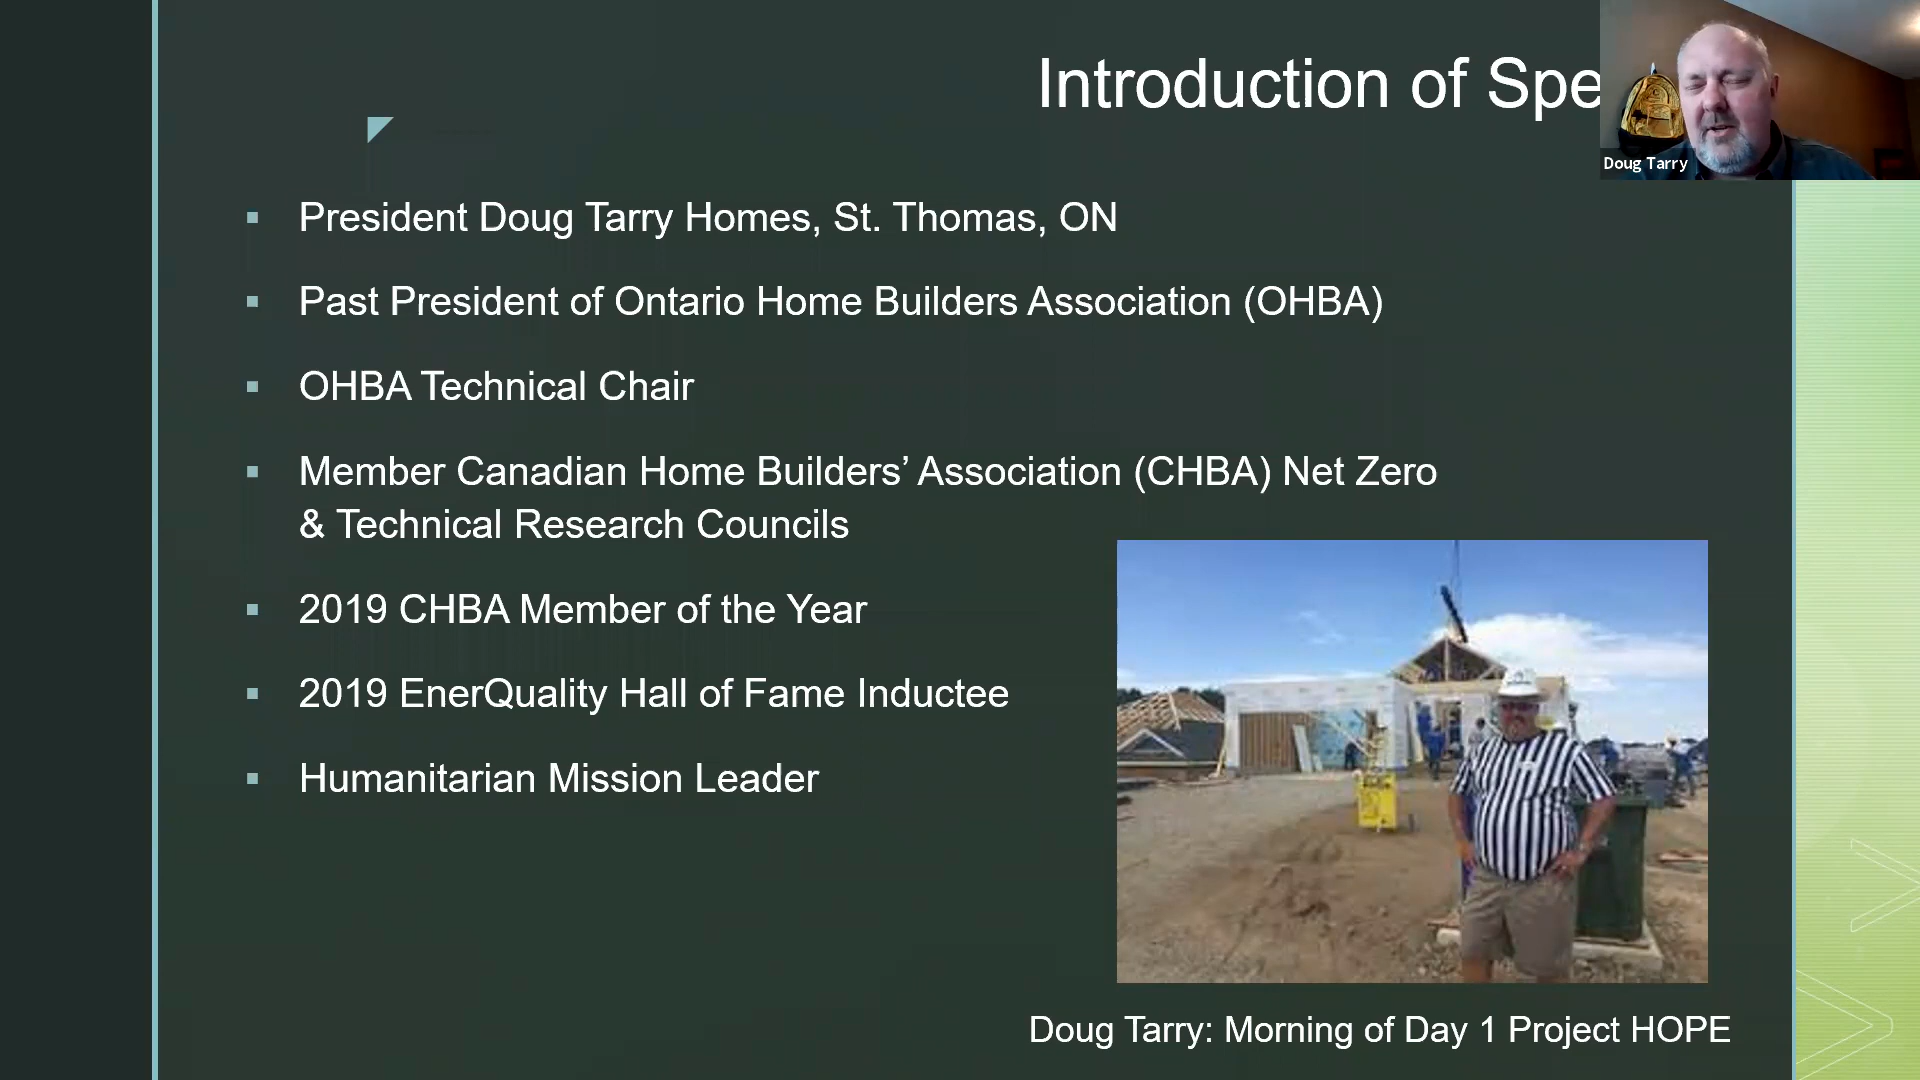 Introduction of Spe
Doug Tarry
President Doug Tarry Homes, St. Thomas, ON
Past President of Ontario Home Builders Association (OHBA)
OHBA Technical Chair
Member Canadian Home Builders’ Association (CHBA) Net Zero
& Technical Research Councils
2019 CHBA Member of the Year
2019 EnerQuality Hall of Fame Inductee
Humanitarian Mission Leader
Doug Tarry: Morning of Day 1 Project HOPE